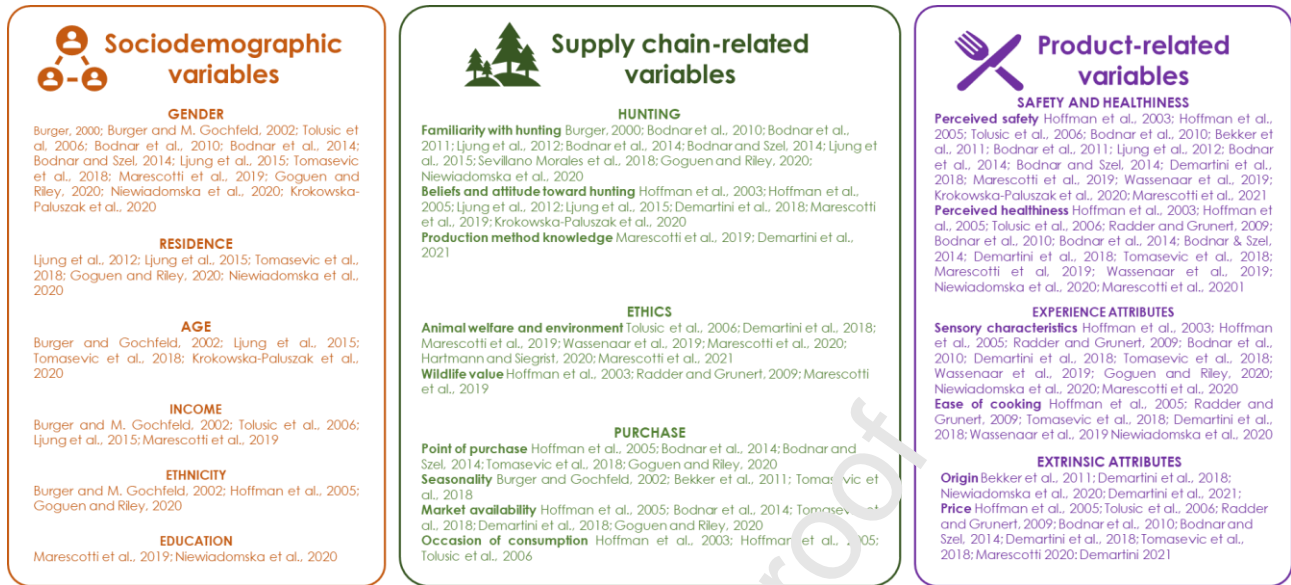 Sociodemographic
variables
GENDER
Burger, 2000; Burger and M. Gochfeld, 2002; Tolusic et
al, 2006; Bodnar et al., 2010; Bodnar et al., 2014;
Bodnar and Szel, 2014; Ljung et al., 2015; Tomasevic
et al., 2018; Marescotti et al., 2019; Goguen and
Riley, 2020; Niewiadomska et al., 2020; Krokowska-
Paluszak et al., 2020
RESIDENCE
Ljung et al., 2012; Ljung et al., 2015; Tomasevic et al.,
2018; Goguen and Riley, 2020; Niewiadomska et al.,
2020
AGE
Burger and Gochfeld, 2002; Ljung et al., 2015;
Tomasevic et al., 2018; Krokowska-Paluszak et al.,
2020
INCOME
Burger and M. Gochfeld, 2002; Tolusic et al., 2006;
Ljung et al., 2015; Marescotti et al., 2019
ETHNICITY
Burger and M. Gochfeld, 2002; Hoffman et al., 2005;
Goguen and Riley, 2020
EDUCATION
Marescotti et al., 2019; Niewiadomska et al., 2020
Supply chain-related
variables
HUNTING
Familiarity with hunting Burger, 2000; Bodnar et al., 2010; Bodnar et al.,
2011; Ljung et al., 2012; Bodnar et al., 2014; Bodnar and Szel, 2014; Ljung et
al., 2015; Sevillano Morales et al., 2018; Goguen and Riley, 2020;
Niewiadomska et al., 2020
Beliefs and attitude toward hunting Hoffman et al., 2003; Hoffman et al.,
2005; Ljung et al., 2012; Ljung et al., 2015; Demartini et al., 2018; Marescotti
et al., 2019; Krokowska-Paluszak et al., 2020
Production method knowledge Marescotti et al., 2019; Demartini et al.,
2021
ETHICS
Animal welfare and environment Tolusic et al., 2006; Demartini et al., 2018;
Marescotti et al., 2019; Wassenaar et al., 2019; Marescotti et al., 2020;
Hartmann and Siegrist, 2020; Marescotti et al., 2021
Wildlife value Hoffman et al., 2003; Radder and Grunert, 2009; Marescotti
et al., 2019
PURCHASE
Point of purchase Hoffman et al., 2005; Bodnar et al., 2014; Bodnar and
Szel, 2014; Tomasevic et al., 2018; Goguen and Riley, 2020
Seasonality Burger and Gochfeld, 2002; Bekker et al., 2011; Tomasevic et
al., 2018
Market availability Hoffman et al., 2005; Bodnar et al., 2014; Tomasevic et
al., 2018; Demartini et al., 2018; Goguen and Riley, 2020
Occasion of consumption Hoffman et al., 2003; Hoffman et al., 2005;
Tolusic et al., 2006
Product-related
variables
SAFETY AND HEALTHINESS
Perceived safety Hoffman et al., 2003; Hoffman et al.,
2005; Tolusic et al., 2006; Bodnar et al., 2010; Bekker et
al., 2011; Bodnar et al., 2011; Ljung et al., 2012; Bodnar
et al., 2014; Bodnar and Szel, 2014; Demartini et al.,
2018; Marescotti et al., 2019; Wassenaar et al., 2019;
Krokowska-Paluszak et al., 2020; Marescotti et al., 2021
Perceived healthiness Hoffman et al., 2003; Hoffman et
al., 2005; Tolusic et al., 2006; Radder and Grunert, 2009;
Bodnar et al., 2010; Bodnar et al., 2014; Bodnar & Szel,
2014; Demartini et al., 2018; Tomasevic et al., 2018;
Marescotti et al, 2019; Wassenaar et al., 2019;
Niewiadomska et al., 2020; Marescotti et al., 20201
EXPERIENCE ATTRIBUTES
Sensory characteristics Hoffman et al., 2003; Hoffman
et al., 2005; Radder and Grunert, 2009; Bodnar et al.,
2010; Demartini et al., 2018; Tomasevic et al., 2018;
Wassenaar et al., 2019; Goguen and Riley, 2020;
Niewiadomska et al., 2020; Marescotti et al., 2020
Ease of cooking Hoffman et al., 2005; Radder and
Grunert, 2009; Tomasevic et al., 2018; Demartini et al.,
2018; Wassenaar et al., 2019 Niewiadomska et al., 2020
EXTRINSIC ATTRIBUTES
Origin Bekker et al., 2011; Demartini et al., 2018;
Niewiadomska et al., 2020; Demartini et al., 2021;
Price Hoffman et al., 2005; Tolusic et al., 2006; Radder
and Grunert, 2009; Bodnar et al., 2010; Bodnar and
Szel, 2014; Demartini et al., 2018; Tomasevic et al.,
2018; Marescotti 2020; Demartini 2021
roof